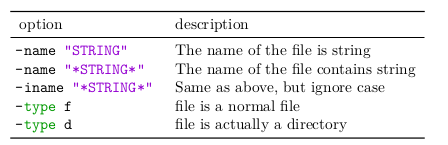 option description
-name "STRING" The name of the file is string
-name "*STRING*" The name of the file contains string
-iname "*STRING*" Same as above, but ignore case
-type f file is a normal file
-type d file is actually a directory